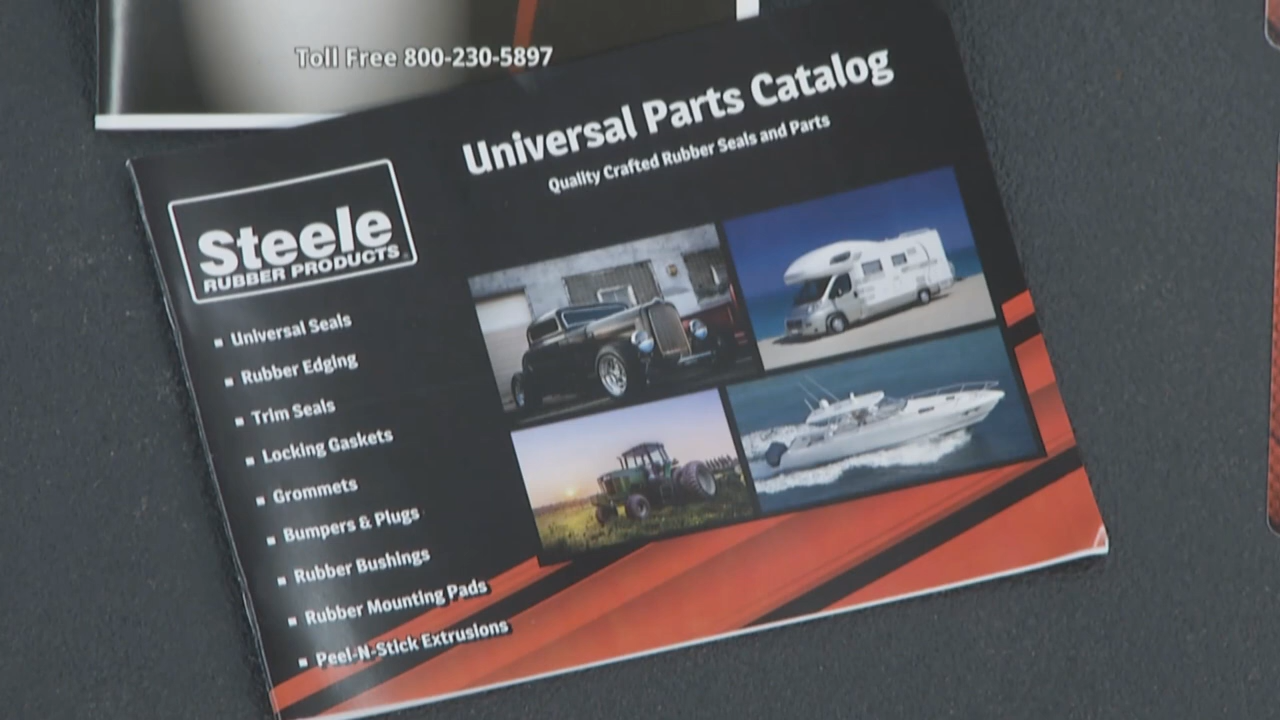 Toll Free 800-230-5897
Universal Parts Catalog
Quality Crafted Rubber Seals and Parts
Steele
RUBBER PRODUCTS
▪ Universal Seals
▪ Rubber Edging
▪ Trim Seals
▪ Locking Gaskets
▪ Grommets
▪ Bumpers & Plugs
▪ Rubber Bushings
▪ Rubber Mounting Pads
▪ Peel-N-Stick Extrusions